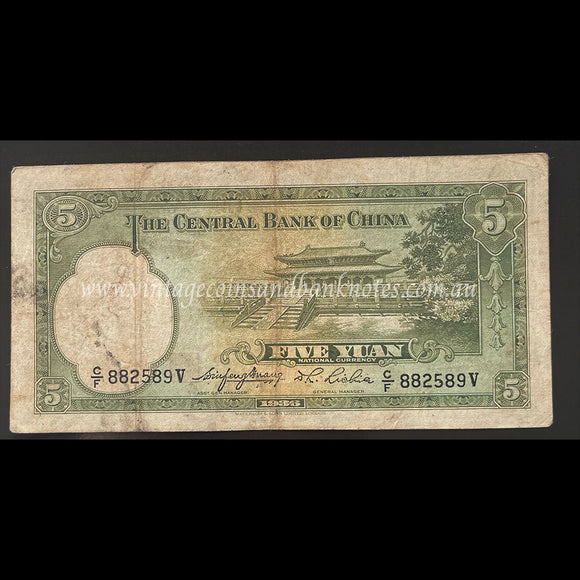 5 5
THE CENTRAL BANK OF CHINA
www.vintagecoinsandbanknotes.com.au
FIVE YUAN
NATIONAL CURRENCY
C/F 882589V C/F 882589V
ASST GEN MANAGER. GENERAL MANAGER.
5 1936 5